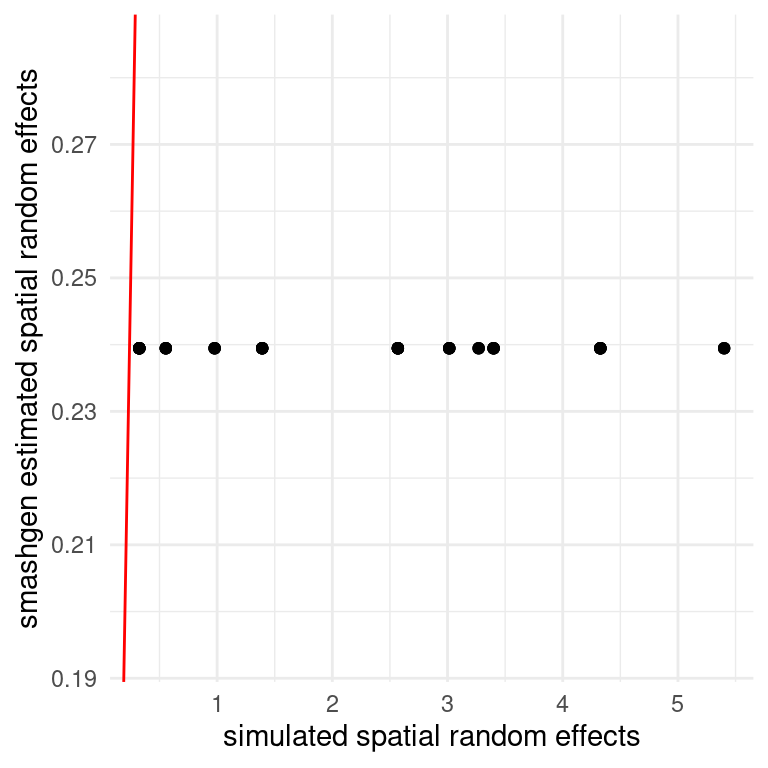 smashgen estimated spatial random effects
0.27
0.25
0.23
0.21
0.19
1 2 3 4 5
simulated spatial random effects